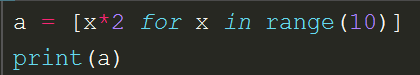 a = [x*2 for x in range(10)]
print(a)